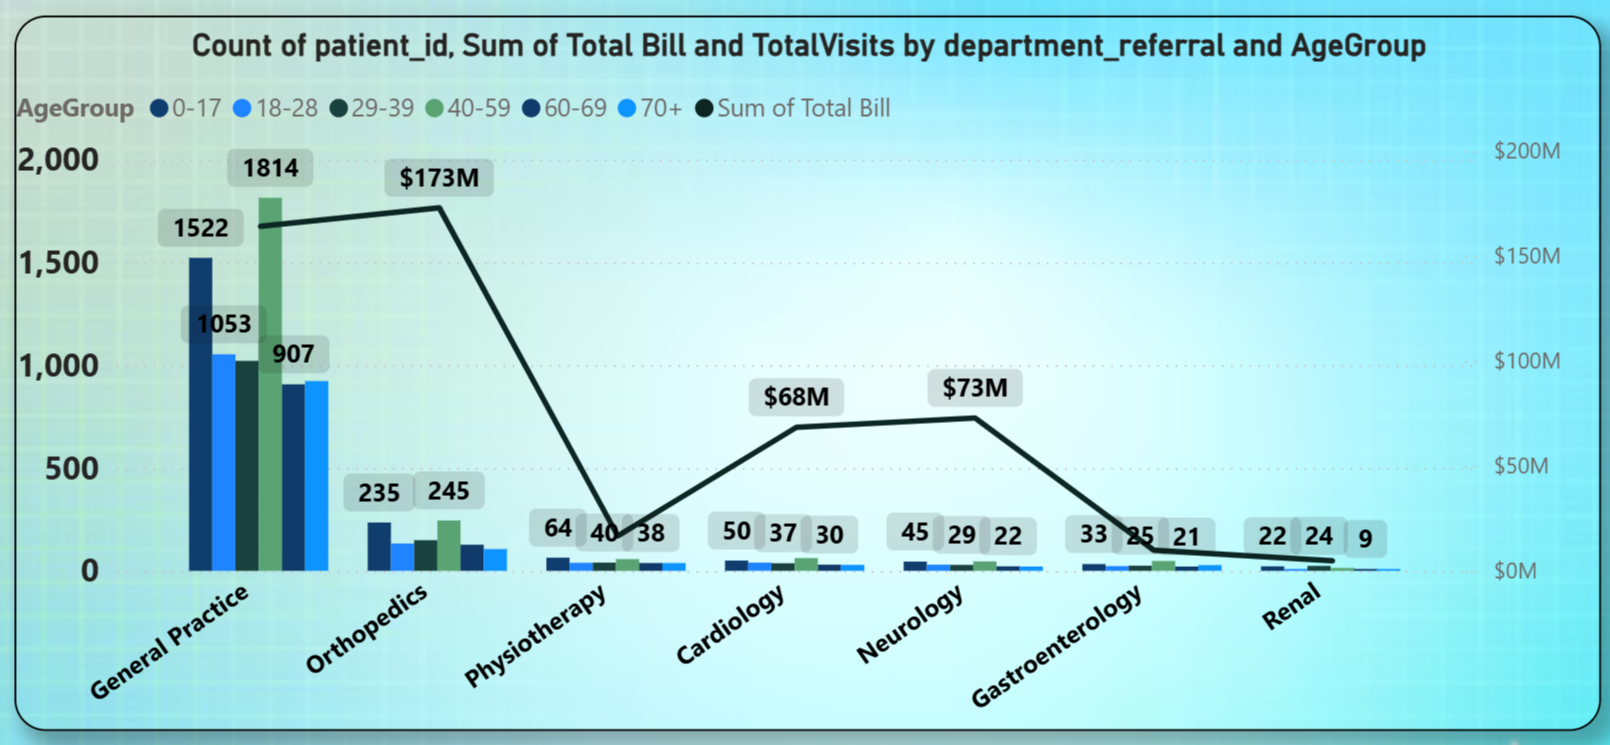 Count of patient_id, Sum of Total Bill and TotalVisits by department_referral and AgeGroup
AgeGroup 0-17 18-28 29-39 40-59 60-69 70+ Sum of Total Bill
2,000
1,500
1,000
500
0
$200M
$150M
$100M
$50M
$0M
1522
1053
1814
907
$173M
235
245
64
40
38
$68M
50
37
30
$73M
45
29
22
33
25
21
22
24
9
General Practice
Orthopedics
Physiotherapy
Cardiology
Neurology
Gastroenterology
Renal